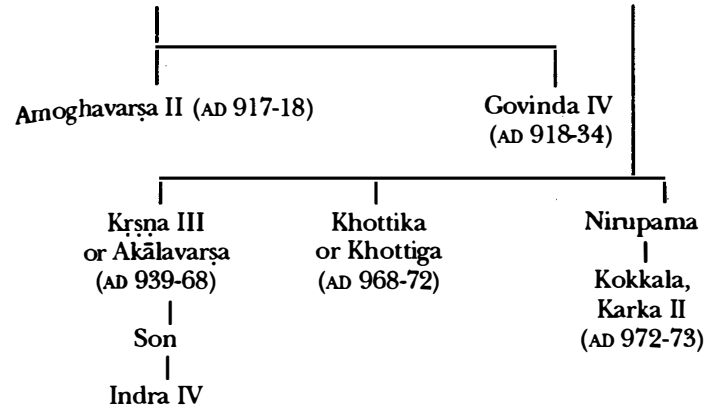 Amoghavarṣa II (AD 917-18)
Govinda IV
(AD 918-34)
Kṛṣṇa III
or Akālavarṣa
(AD 939-68)
Son
Indra IV
Khottika
or Khottiga
(AD 968-72)
Nirupama
Kokkala,
Karka II
(AD 972-73)